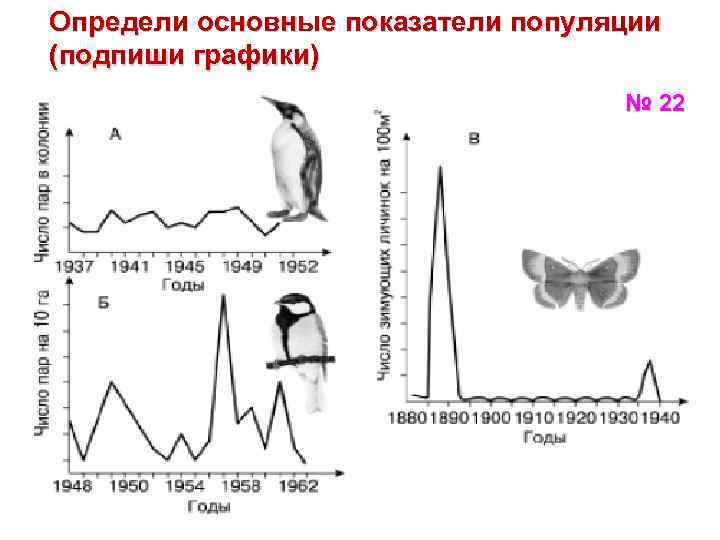 Определи основные показатели популяции
(подпиши графики)
№ 22
А
Число пар в колонии
1937 1941 1945 1949 1952
Годы
Б
Число пар на 10 га
1948 1950 1954 1958 1962
Годы
В
Число зимующих личинок на 100м²
1880 1890 1900 1910 1920 1930 1940
Годы